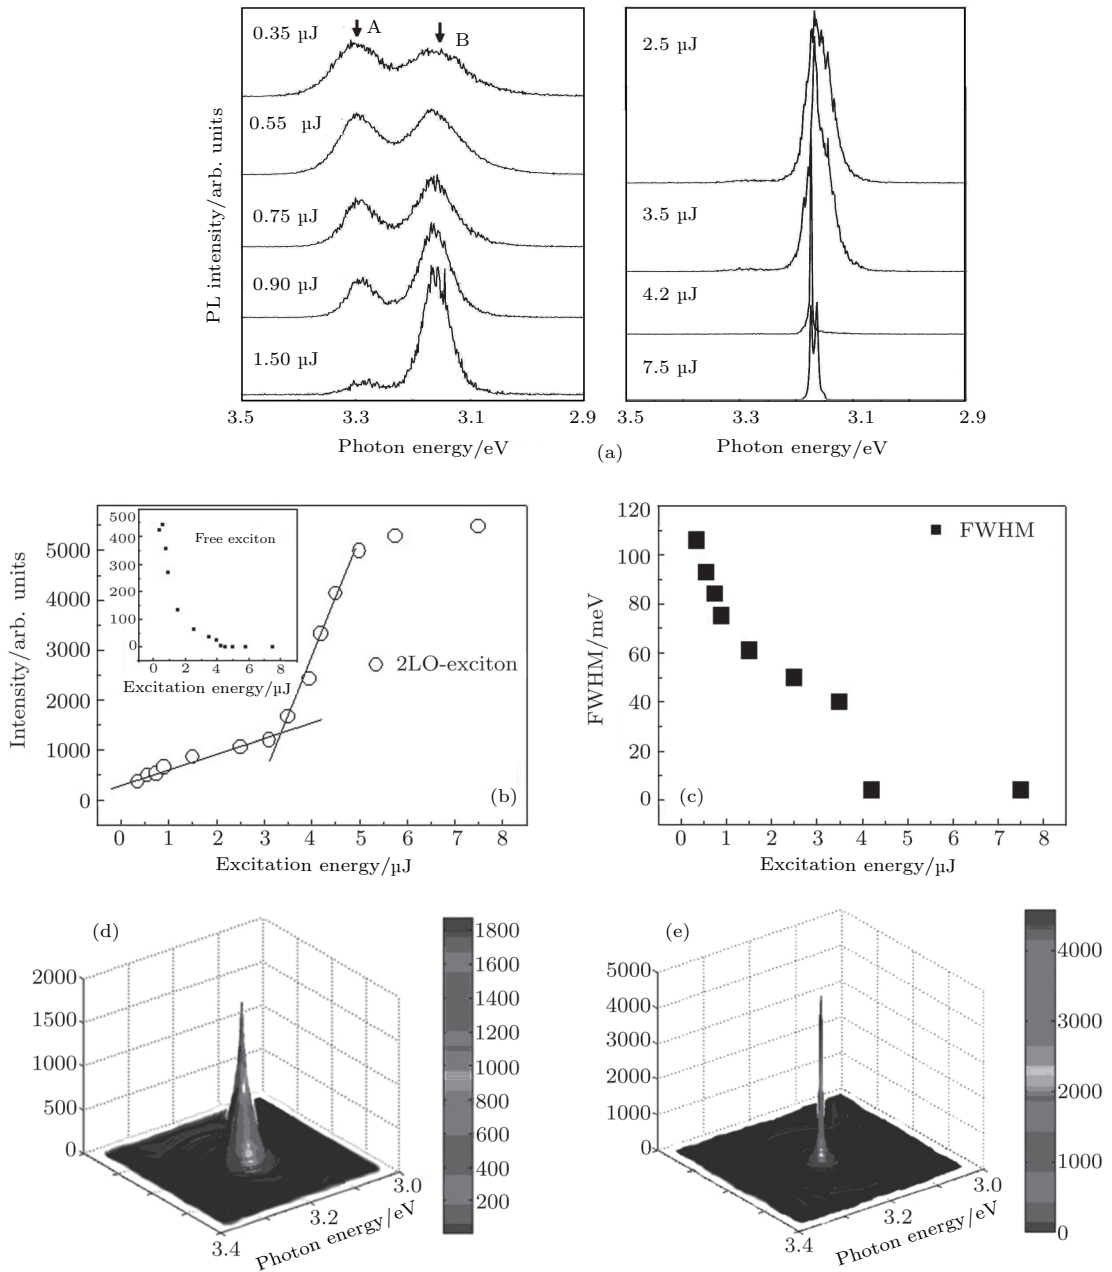 0.35 µJ
A
B
0.55 µJ
0.75 µJ
0.90 µJ
1.50 µJ
PL intensity/arb. units
3.5 3.3 3.1 2.9
Photon energy/eV
2.5 µJ
3.5 µJ
4.2 µJ
7.5 µJ
3.5 3.3 3.1 2.9
Photon energy/eV
(a)
500
400
300
200
100
0
Free exciton
0 2 4 6 8
Excitation energy/µJ
5000
4000
3000
2000
1000
0
Intensity/arb. units
2LO-exciton
(b)
0 1 2 3 4 5 6 7 8
Excitation energy/µJ
120
100
80
60
40
20
0
FWHM/meV
FWHM
(c)
0 1 2 3 4 5 6 7 8
Excitation energy/µJ
(d)
2000
1500
1000
500
0
3.4
3.2
3.0
Photon energy/eV
1800
1600
1400
1200
1000
800
600
400
200
(e)
5000
4000
3000
2000
1000
0
3.4
3.2
3.0
Photon energy/eV
4000
3000
2000
1000
0